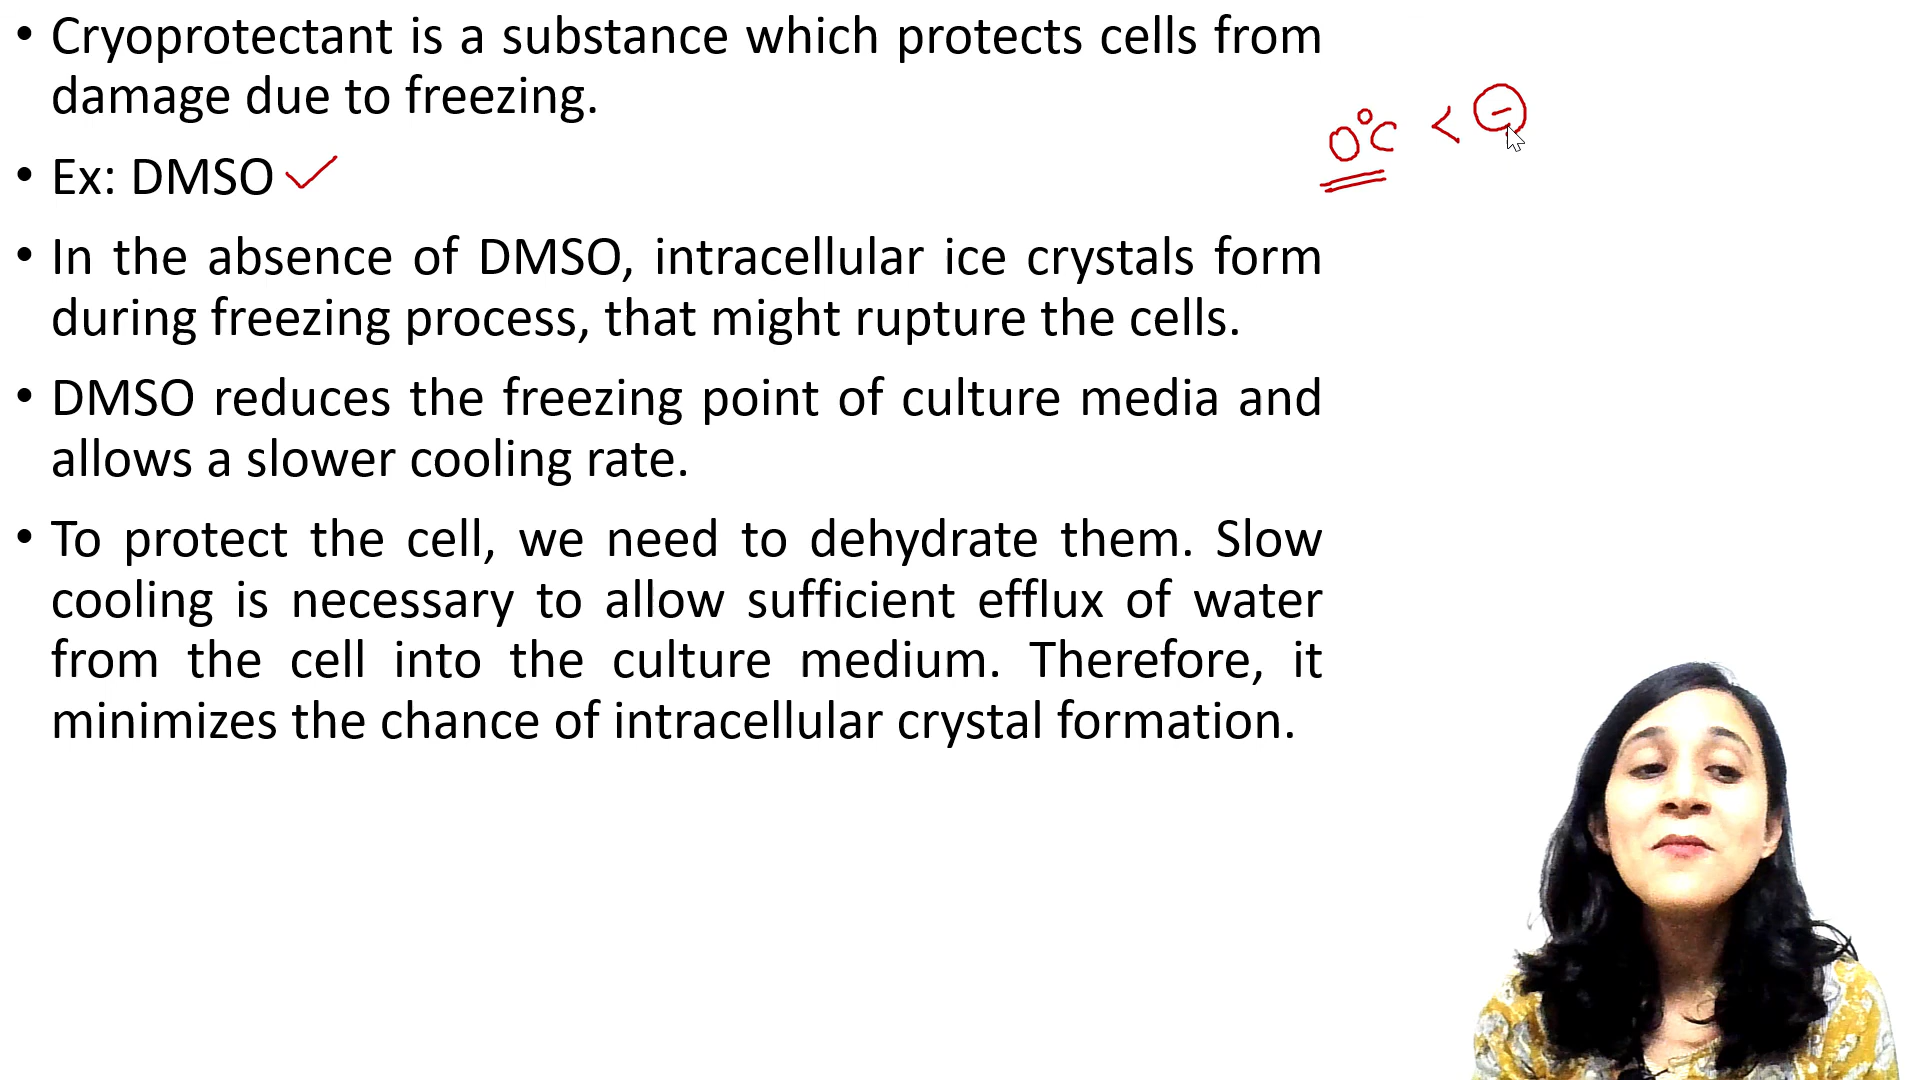 • Cryoprotectant is a substance which protects cells from
damage due to freezing.
• Ex: DMSO ✓
• In the absence of DMSO, intracellular ice crystals form
during freezing process, that might rupture the cells.
• DMSO reduces the freezing point of culture media and
allows a slower cooling rate.
• To protect the cell, we need to dehydrate them. Slow
cooling is necessary to allow sufficient efflux of water
from the cell into the culture medium. Therefore, it
minimizes the chance of intracellular crystal formation.
0°C < -